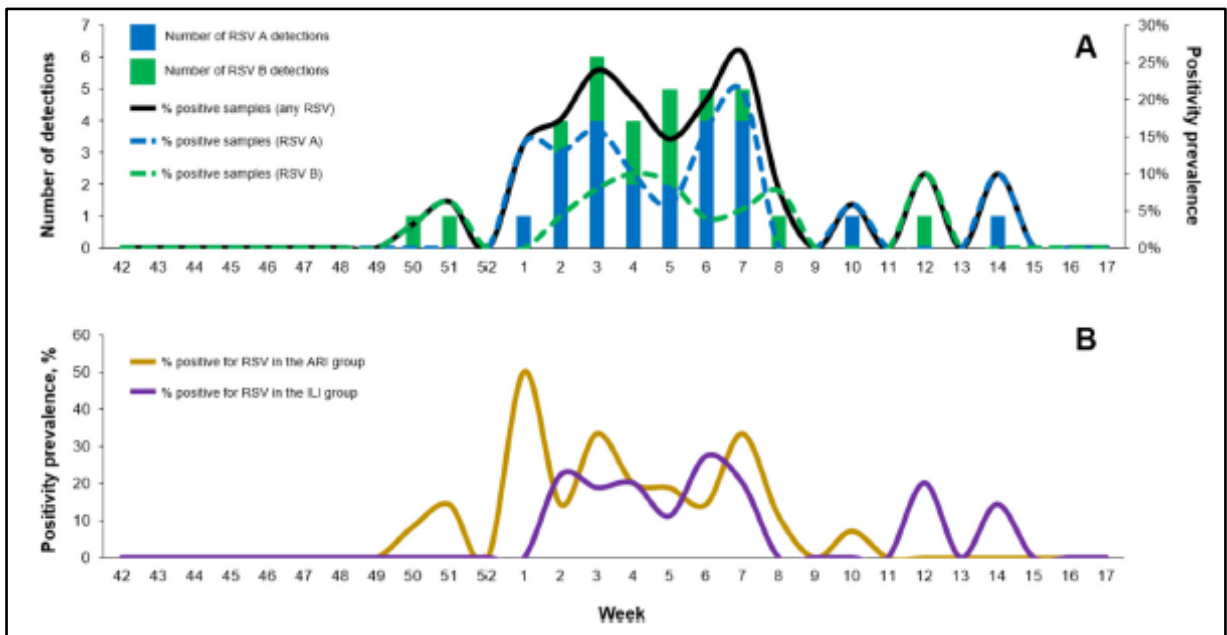 A
Number of detections
7
6
5
4
3
2
1
0
Number of RSV A detections
Number of RSV B detections
% positive samples (any RSV)
% positive samples (RSV A)
% positive samples (RSV B)
30%
25%
20%
15%
10%
5%
0%
Positivity prevalence
42 43 44 45 46 47 48 49 50 51 52 1 2 3 4 5 6 7 8 9 10 11 12 13 14 15 16 17
B
Positivity prevalence, %
60
50
40
30
20
10
0
% positive for RSV in the ARI group
% positive for RSV in the ILI group
42 43 44 45 46 47 48 49 50 51 52 1 2 3 4 5 6 7 8 9 10 11 12 13 14 15 16 17
Week